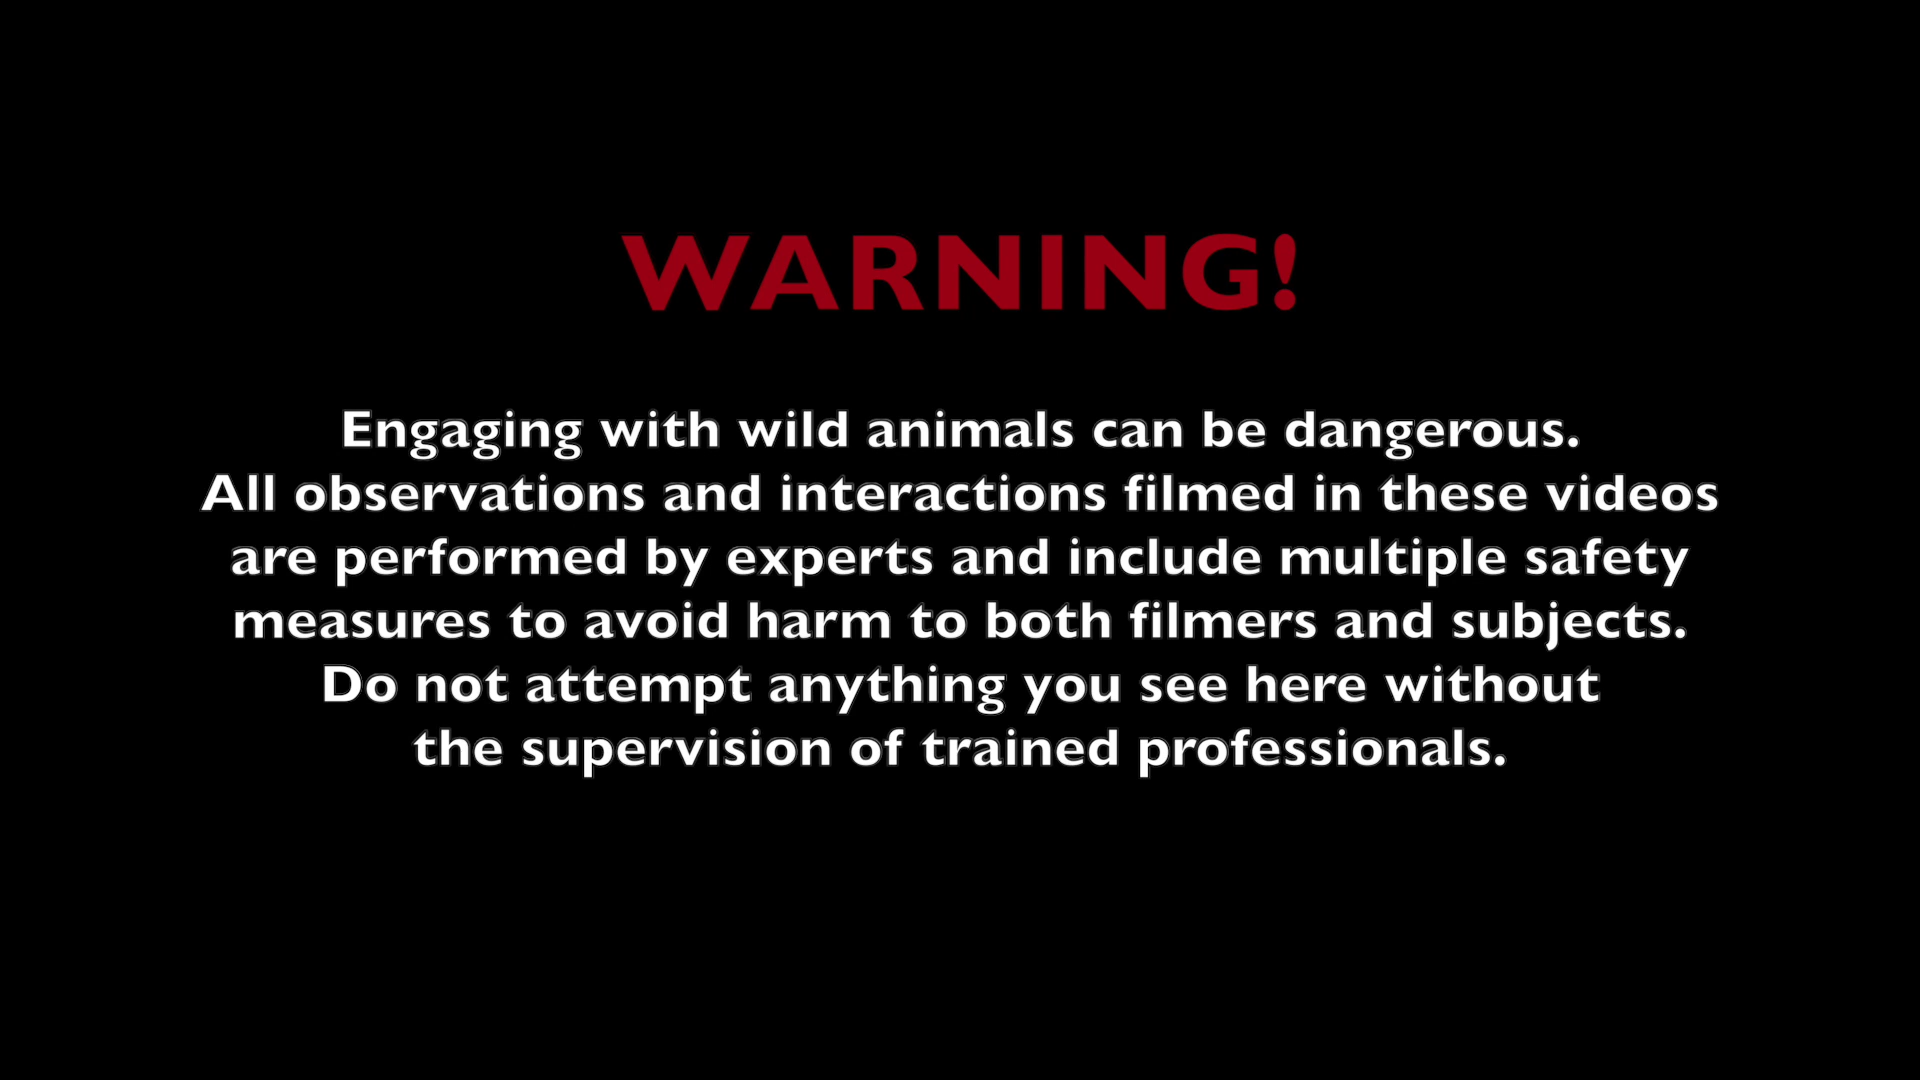 WARNING!
Engaging with wild animals can be dangerous.
All observations and interactions filmed in these videos
are performed by experts and include multiple safety
measures to avoid harm to both filmers and subjects.
Do not attempt anything you see here without
the supervision of trained professionals.